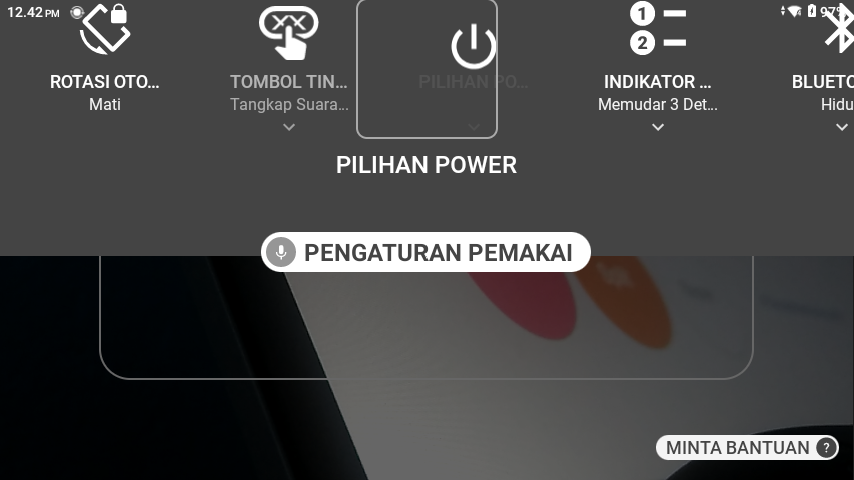 12.42 PM
97%
1
2
ROTASI OTO...
TOMBOL TIN...
PILIHAN PO...
INDIKATOR ...
BLUETO
Mati
Tangkap Suara...
Memudar 3 Det...
Hidu
PILIHAN POWER
PENGATURAN PEMAKAI
MINTA BANTUAN ?